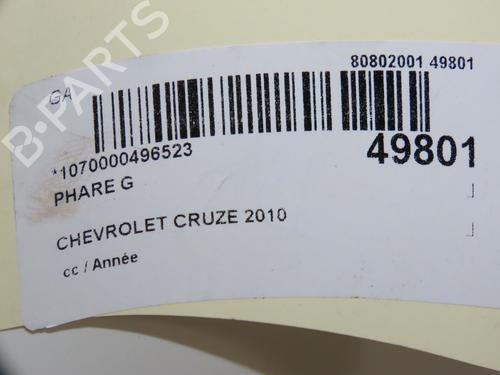 80802001 49801
GA
*1070000496523
49801
PHARE G
CHEVROLET CRUZE 2010
cc / Année
B-PARTS